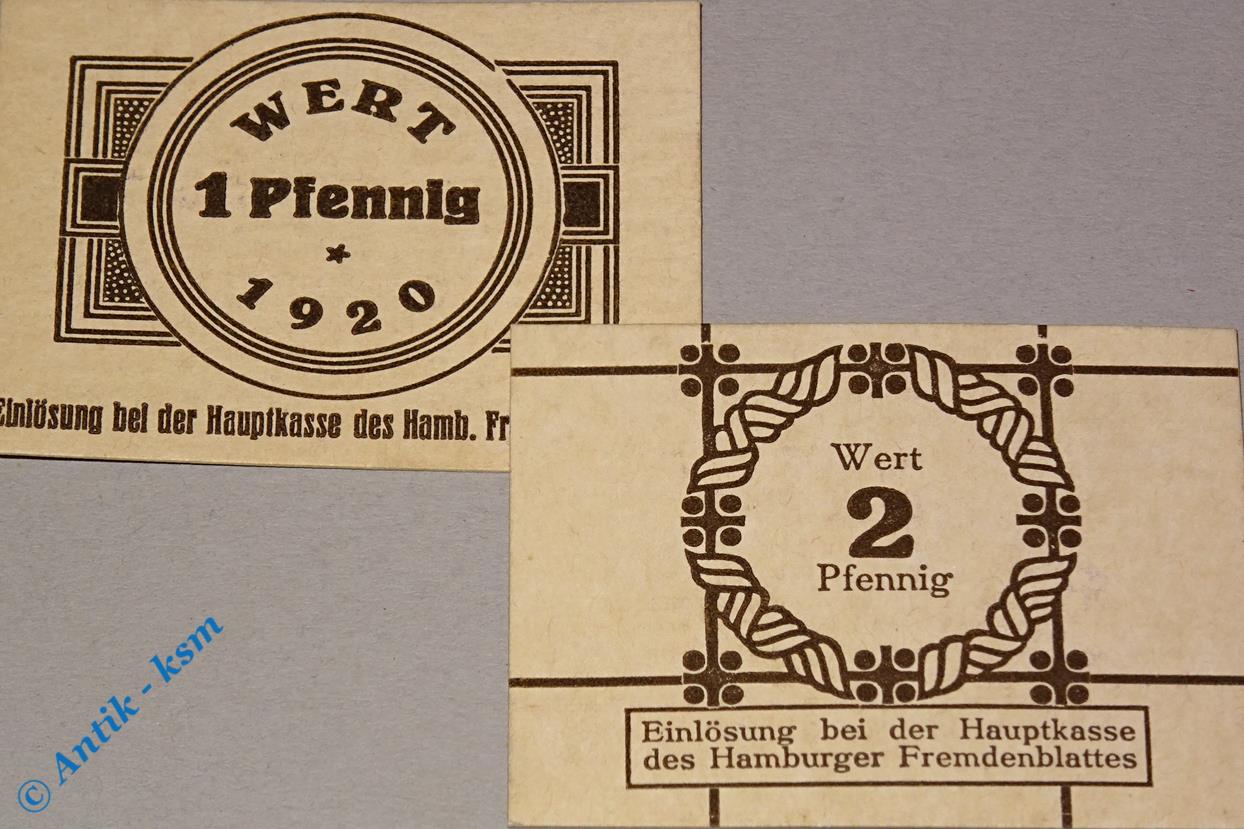 WERT
1 Pfennig
1920
Einlösung bei der Hauptkasse des Hamb. Fr
Wert
2
Pfennig
Einlösung bei der Hauptkasse
des Hamburger Fremdenblattes
© Antik - ksm